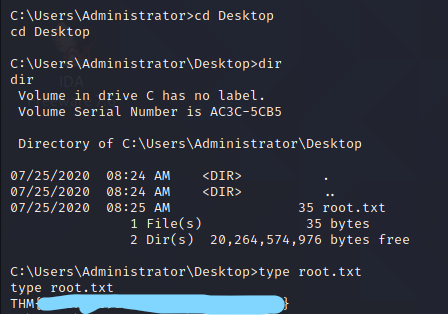 C:\Users\Administrator>cd Desktop
cd Desktop
C:\Users\Administrator\Desktop>dir
dir
Volume in drive C has no label.
Volume Serial Number is AC3C-5CB5
Directory of C:\Users\Administrator\Desktop
07/25/2020  08:24 AM    <DIR>          .
07/25/2020  08:24 AM    <DIR>          ..
07/25/2020  08:25 AM                35 root.txt
1 File(s)             35 bytes
2 Dir(s)  20,264,574,976 bytes free
C:\Users\Administrator\Desktop>type root.txt
type root.txt
THM{ }